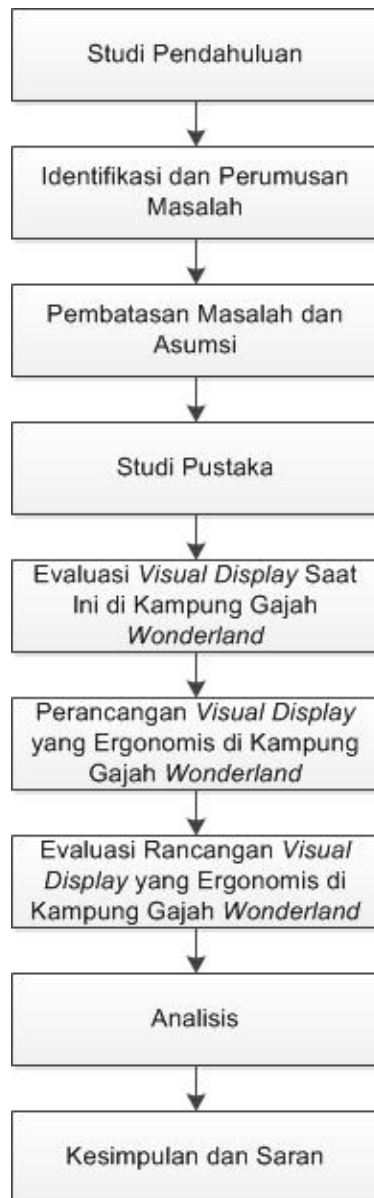 Studi Pendahuluan
Identifikasi dan Perumusan
Masalah
Pembatasan Masalah dan
Asumsi
Studi Pustaka
Evaluasi Visual Display Saat
Ini di Kampung Gajah
Wonderland
Perancangan Visual Display
yang Ergonomis di Kampung
Gajah Wonderland
Evaluasi Rancangan Visual
Display yang Ergonomis di
Kampung Gajah Wonderland
Analisis
Kesimpulan dan Saran